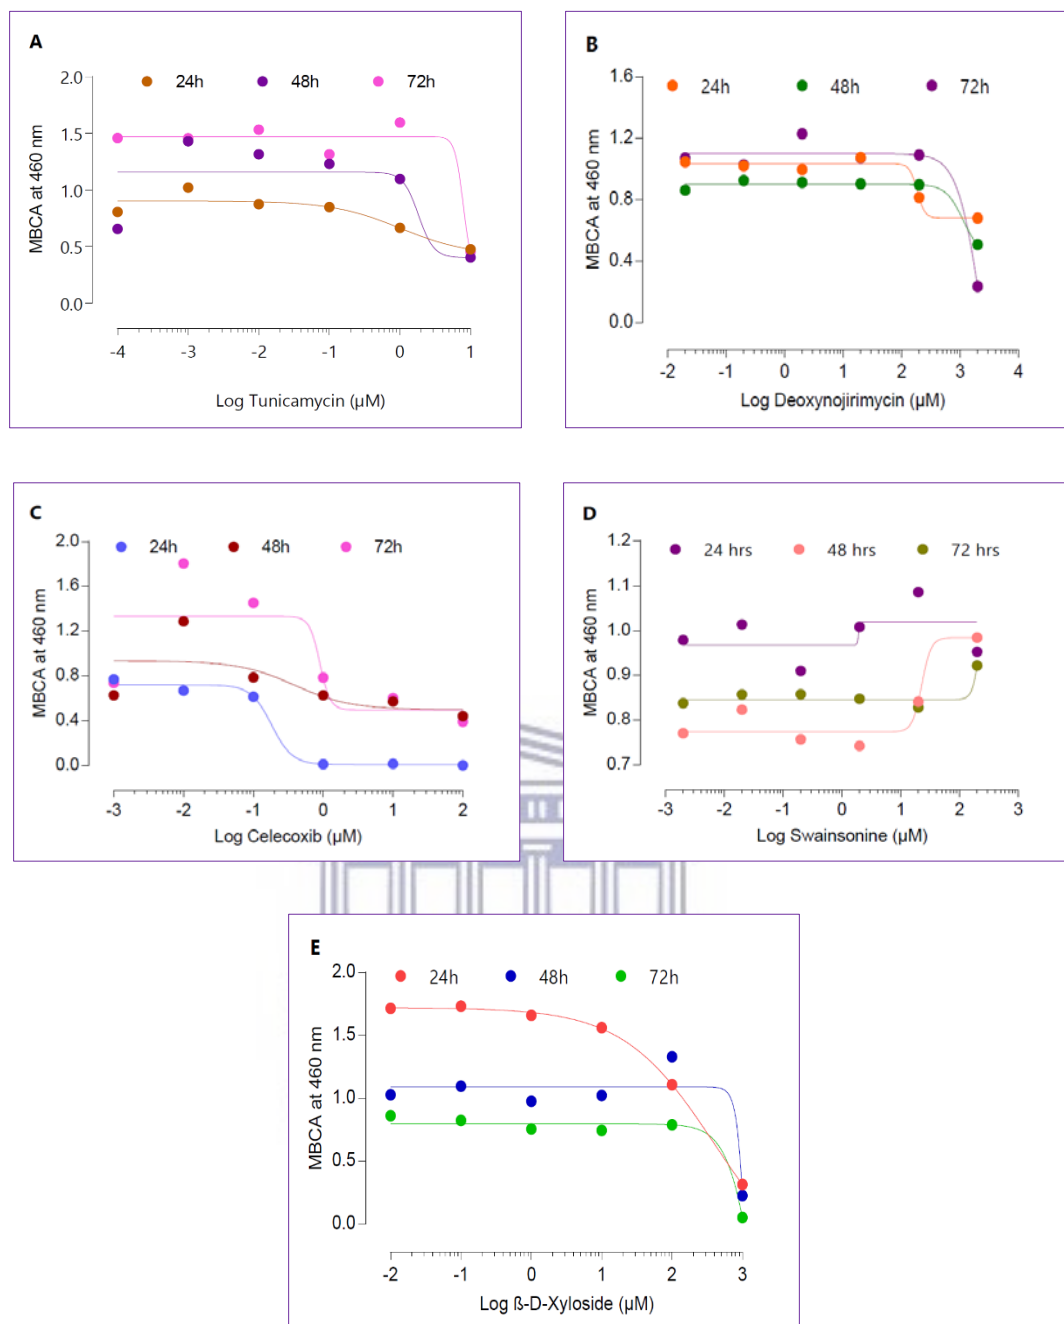 A
24h 48h 72h
2.0
1.5
1.0
0.5
0.0
MBCA at 460 nm
-4 -3 -2 -1 0 1
Log Tunicamycin (µM)
B
1.6
24h 48h 72h
1.2
0.8
0.4
0.0
MBCA at 460 nm
-2 -1 0 1 2 3 4
Log Deoxynojirimycin (µM)
C
2.0
24h 48h 72h
1.6
1.2
0.8
0.4
0.0
MBCA at 460 nm
-3 -2 -1 0 1 2
Log Celecoxib (µM)
D
1.2
24 hrs 48 hrs 72 hrs
1.1
1.0
0.9
0.8
0.7
MBCA at 460 nm
-3 -2 -1 0 1 2 3
Log Swainsonine (µM)
E
2.0
24h 48h 72h
1.5
1.0
0.5
0.0
MBCA at 460 nm
-2 -1 0 1 2 3
Log ß-D-Xyloside (µM)